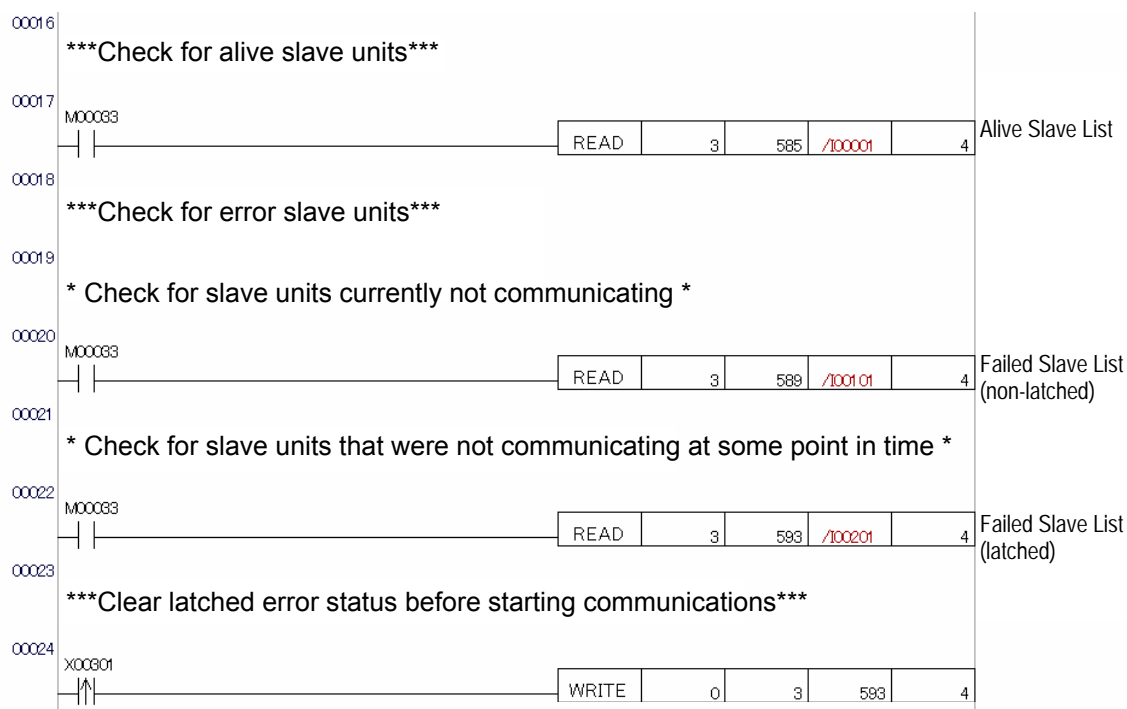 00016
***Check for alive slave units***
00017
M00033
READ 3 585 /I00001 4 Alive Slave List
00018
***Check for error slave units***
00019
* Check for slave units currently not communicating *
00020
M00033
READ 3 589 /I00101 4 Failed Slave List
(non-latched)
00021
* Check for slave units that were not communicating at some point in time *
00022
M00033
READ 3 593 /I00201 4 Failed Slave List
(latched)
00023
***Clear latched error status before starting communications***
00024
X00301
WRITE 0 3 593 4